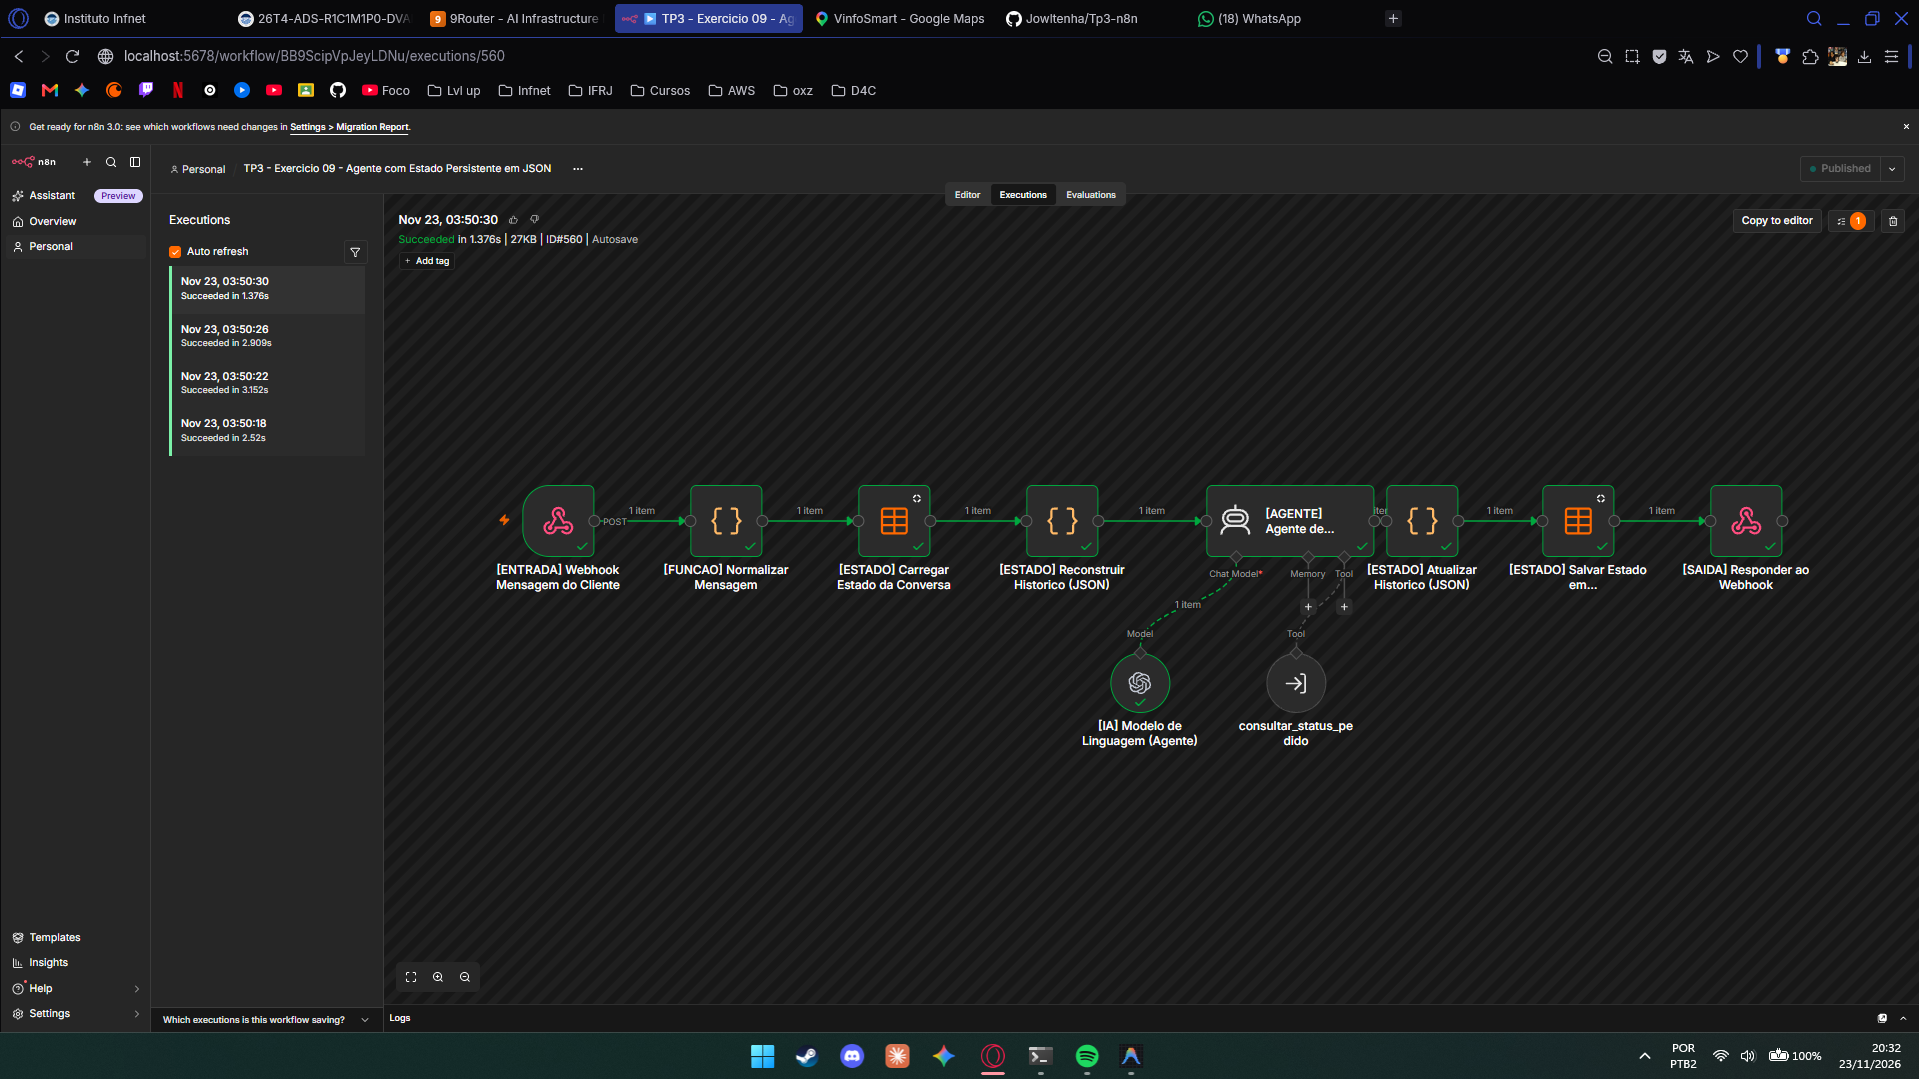 Instituto Infnet
26T4-ADS-R1C1M1P0-DVA
9Router - AI Infrastructure
TP3 - Exercicio 09 - Ag
VinfoSmart - Google Maps
Jowltenha/Tp3-n8n
(18) WhatsApp
localhost:5678/workflow/BB9ScipVpJeyLDNu/executions/560
Foco
Lvl up
Infnet
IFRJ
Cursos
AWS
oxz
D4C
Get ready for n8n 3.0: see which workflows need changes in Settings > Migration Report.
n8n
Personal
TP3 - Exercicio 09 - Agente com Estado Persistente em JSON
Published
Assistant
Preview
Overview
Personal
Editor
Executions
Evaluations
Executions
Auto refresh
Nov 23, 03:50:30
Succeeded in 1.376s
Nov 23, 03:50:26
Succeeded in 2.909s
Nov 23, 03:50:22
Succeeded in 3.152s
Nov 23, 03:50:18
Succeeded in 2.52s
Nov 23, 03:50:30
Succeeded in 1.376s | 27KB | ID#560 | Autosave
+ Add tag
Copy to editor
1
POST
1 item
1 item
1 item
1 item
1 item
1 item
[ENTRADA] Webhook
Mensagem do Cliente
[FUNCAO] Normalizar
Mensagem
[ESTADO] Carregar
Estado da Conversa
[ESTADO] Reconstruir
Historico (JSON)
[AGENTE]
Agente de...
Chat Model*
Memory
Tool
[ESTADO] Atualizar
Historico (JSON)
[ESTADO] Salvar Estado
em...
[SAIDA] Responder ao
Webhook
1 item
Model
Tool
[IA] Modelo de
Linguagem (Agente)
consultar_status_pe
dido
Templates
Insights
Help
Settings
Which executions is this workflow saving?
Logs
POR
PTB2
100%
20:32
23/11/2026